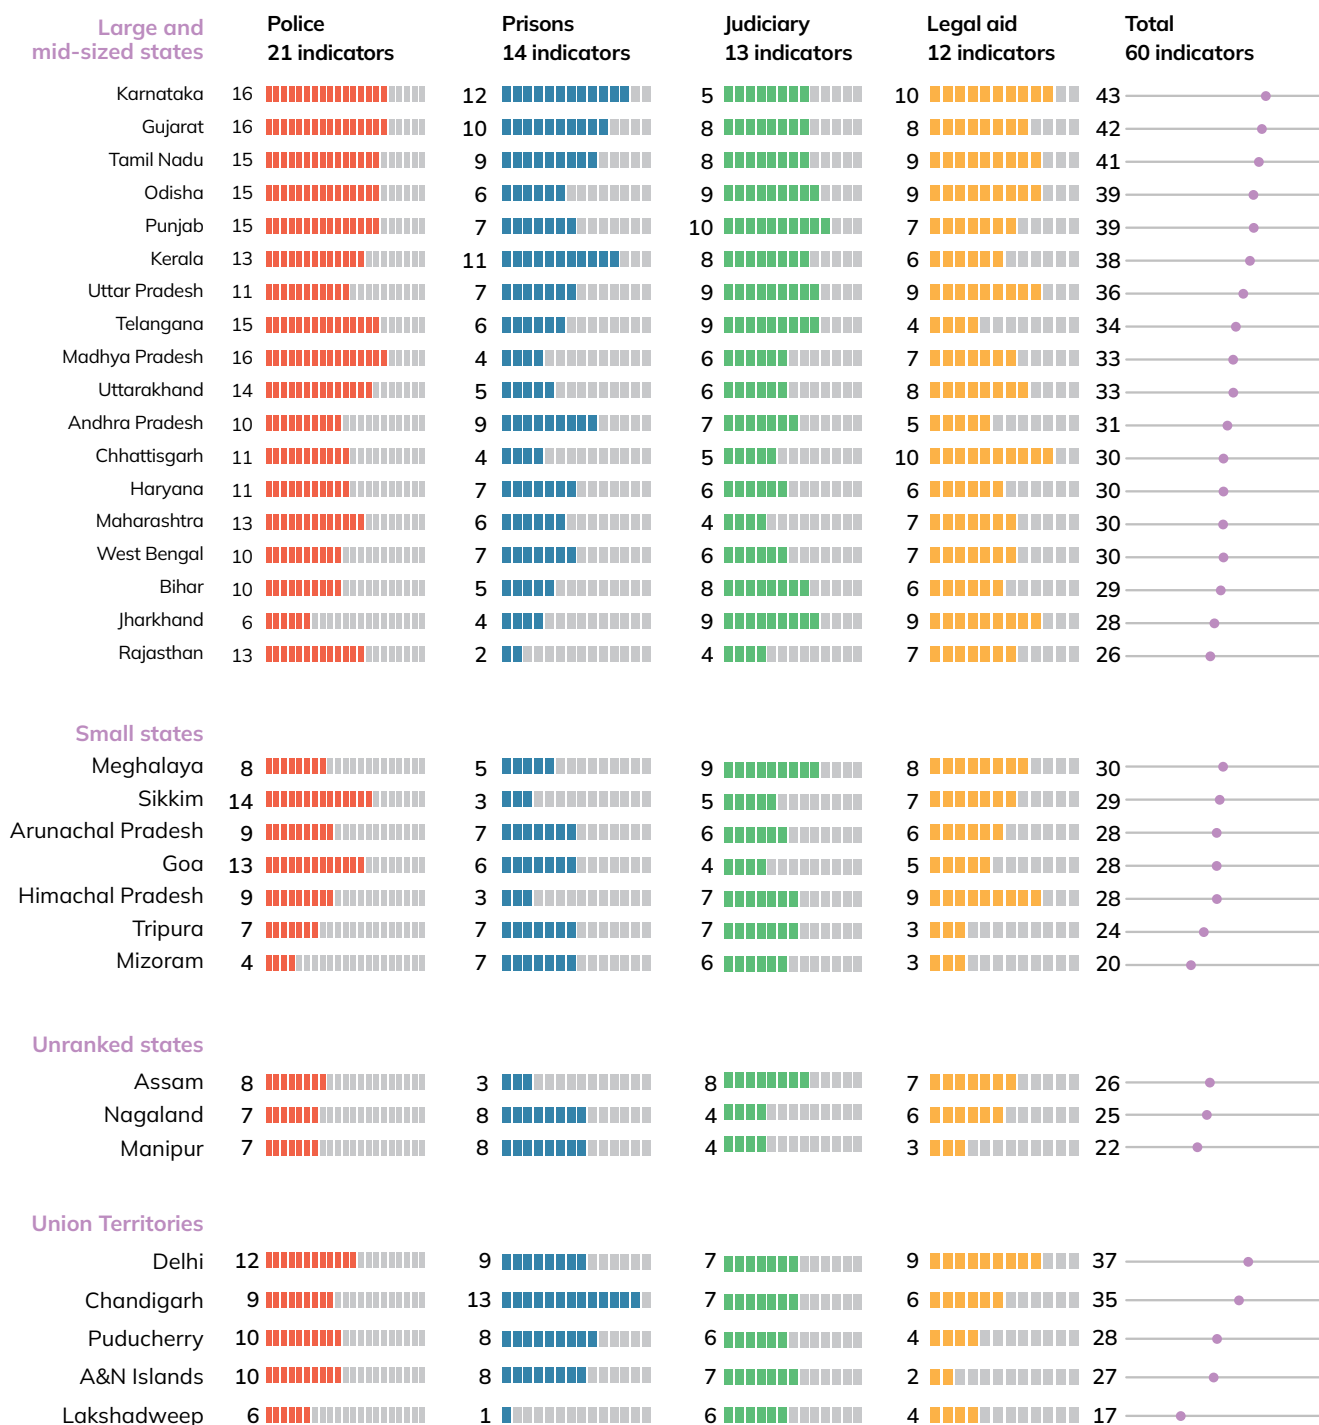 Large and
mid-sized states
Police
21 indicators
Prisons
14 indicators
Judiciary
13 indicators
Legal aid
12 indicators
Total
60 indicators
Karnataka 16 12 5 10 43
Gujarat 16 10 8 8 42
Tamil Nadu 15 9 8 9 41
Odisha 15 6 9 9 39
Punjab 15 7 10 7 39
Kerala 13 11 8 6 38
Uttar Pradesh 11 7 9 9 36
Telangana 15 6 9 4 34
Madhya Pradesh 16 4 6 7 33
Uttarakhand 14 5 6 8 33
Andhra Pradesh 10 9 7 5 31
Chhattisgarh 11 4 5 10 30
Haryana 11 7 6 6 30
Maharashtra 13 6 4 7 30
West Bengal 10 7 6 7 30
Bihar 10 5 8 6 29
Jharkhand 6 4 9 9 28
Rajasthan 13 2 4 7 26
Small states
Meghalaya 8 5 9 8 30
Sikkim 14 3 5 7 29
Arunachal Pradesh 9 7 6 6 28
Goa 13 6 4 5 28
Himachal Pradesh 9 3 7 9 28
Tripura 7 7 7 3 24
Mizoram 4 7 6 3 20
Unranked states
Assam 8 3 8 7 26
Nagaland 7 8 4 6 25
Manipur 7 8 4 3 22
Union Territories
Delhi 12 9 7 9 37
Chandigarh 9 13 7 6 35
Puducherry 10 8 6 4 28
A&N Islands 10 8 7 2 27
Lakshadweep 6 1 6 4 17